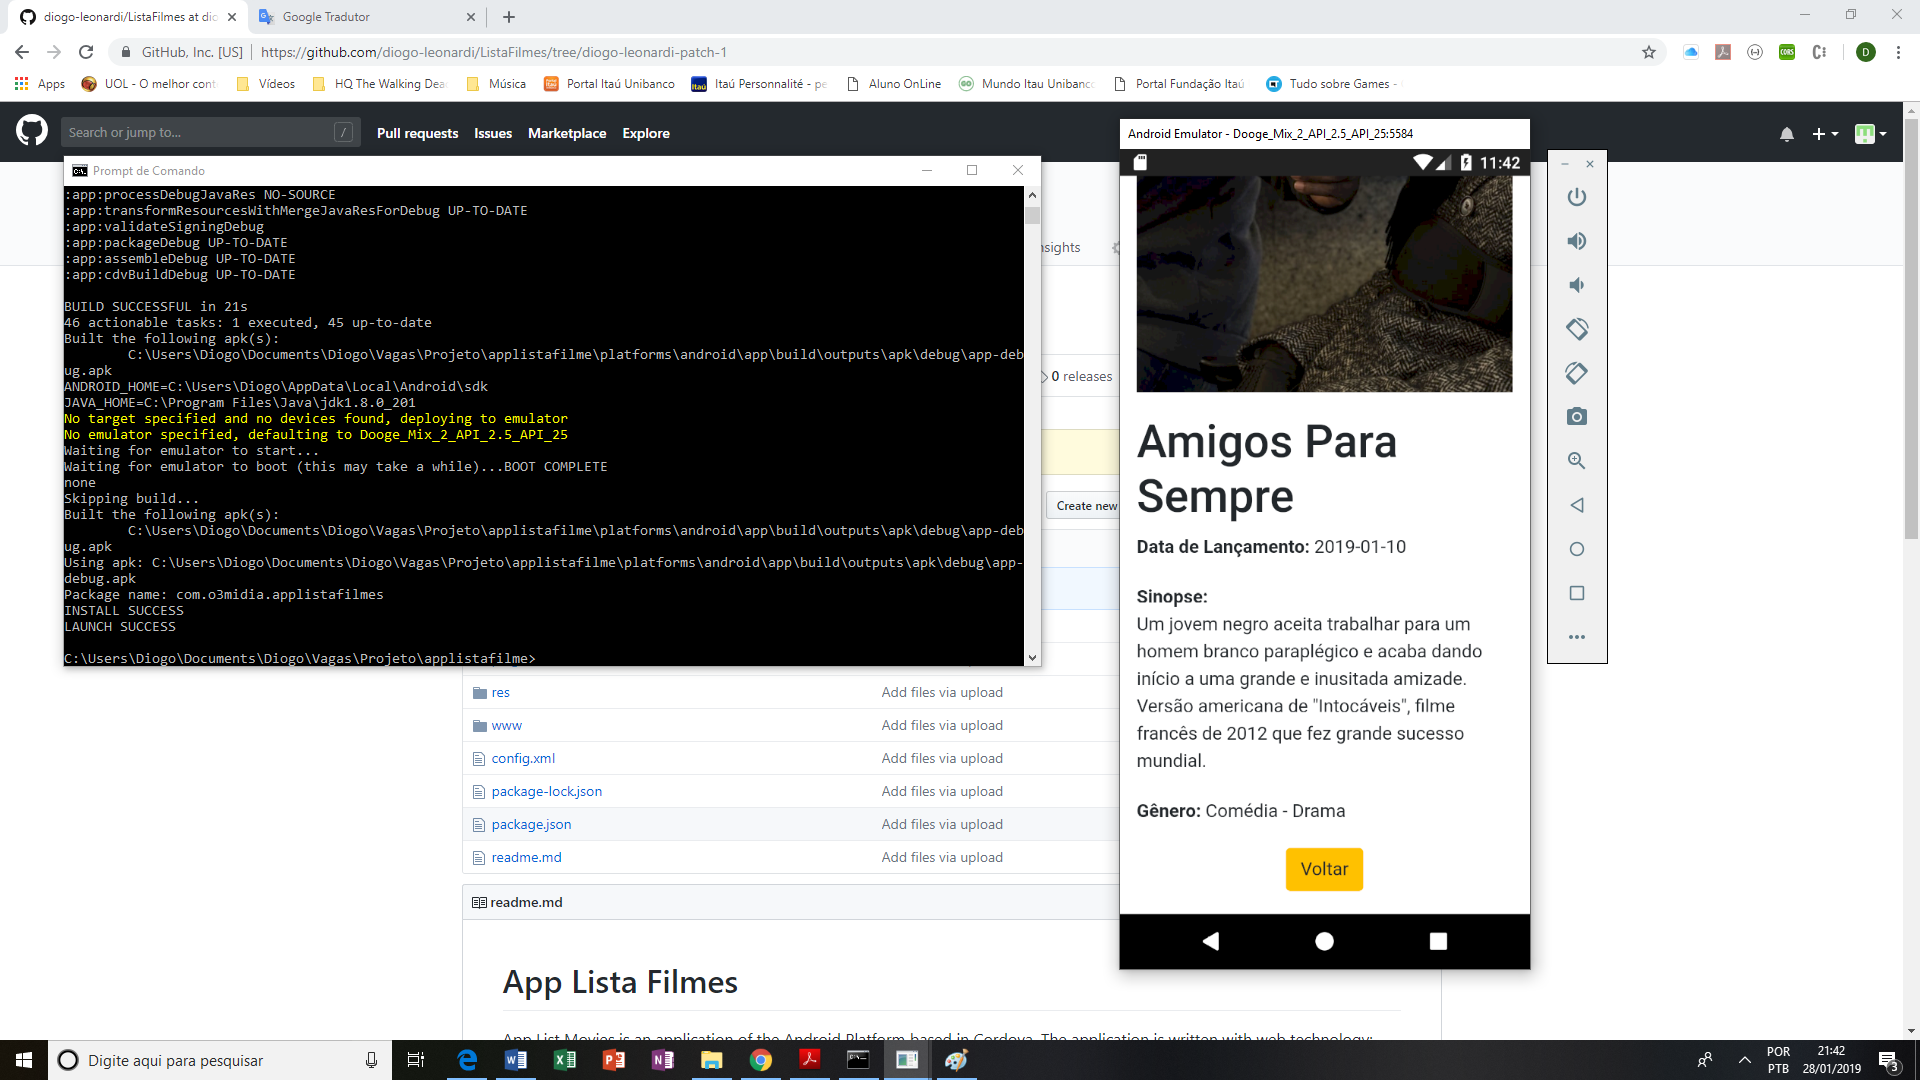 diogo-leonardi/ListaFilmes at dio
Google Tradutor
GitHub, Inc. [US]
https://github.com/diogo-leonardi/ListaFilmes/tree/diogo-leonardi-patch-1
CORS
D
Apps
UOL - O melhor cont
Vídeos
HQ The Walking Dea
Música
Portal Itaú Unibanco
Itaú Personnalité - pe
Aluno OnLine
Mundo Itau Unibanc
Portal Fundação Itaú
Tudo sobre Games -
Search or jump to...
/
Pull requests
Issues
Marketplace
Explore
Prompt de Comando
:app:processDebugJavaRes NO-SOURCE
:app:transformResourcesWithMergeJavaResForDebug UP-TO-DATE
:app:validateSigningDebug
:app:packageDebug UP-TO-DATE
:app:assembleDebug UP-TO-DATE
:app:cdvBuildDebug UP-TO-DATE
BUILD SUCCESSFUL in 21s
46 actionable tasks: 1 executed, 45 up-to-date
Built the following apk(s):
C:\Users\Diogo\Documents\Diogo\Vagas\Projeto\applistafilme\platforms\android\app\build\outputs\apk\debug\app-deb
ug.apk
ANDROID_HOME=C:\Users\Diogo\AppData\Local\Android\sdk
JAVA_HOME=C:\Program Files\Java\jdk1.8.0_201
No target specified and no devices found, deploying to emulator
No emulator specified, defaulting to Dooge_Mix_2_API_2.5_API_25
Waiting for emulator to start...
Waiting for emulator to boot (this may take a while)...BOOT COMPLETE
none
Skipping build...
Built the following apk(s):
C:\Users\Diogo\Documents\Diogo\Vagas\Projeto\applistafilme\platforms\android\app\build\outputs\apk\debug\app-deb
ug.apk
Using apk: C:\Users\Diogo\Documents\Diogo\Vagas\Projeto\applistafilme\platforms\android\app\build\outputs\apk\debug\app-
debug.apk
Package name: com.o3midia.applistafilmes
INSTALL SUCCESS
LAUNCH SUCCESS
C:\Users\Diogo\Documents\Diogo\Vagas\Projeto\applistafilme>
nsights
0 releases
Create new
res
Add files via upload
www
Add files via upload
config.xml
Add files via upload
package-lock.json
Add files via upload
package.json
Add files via upload
readme.md
Add files via upload
readme.md
App Lista Filmes
App List Movies is an application of the Android Platform based in Cordova. The application is written with web technology:
Android Emulator - Dooge_Mix_2_API_2.5_API_25:5584
11:42
Amigos Para
Sempre
Data de Lançamento: 2019-01-10
Sinopse:
Um jovem negro aceita trabalhar para um
homem branco paraplégico e acaba dando
início a uma grande e inusitada amizade.
Versão americana de "Intocáveis", filme
francês de 2012 que fez grande sucesso
mundial.
Gênero: Comédia - Drama
Voltar
Digite aqui para pesquisar
POR
PTB
21:42
28/01/2019
3